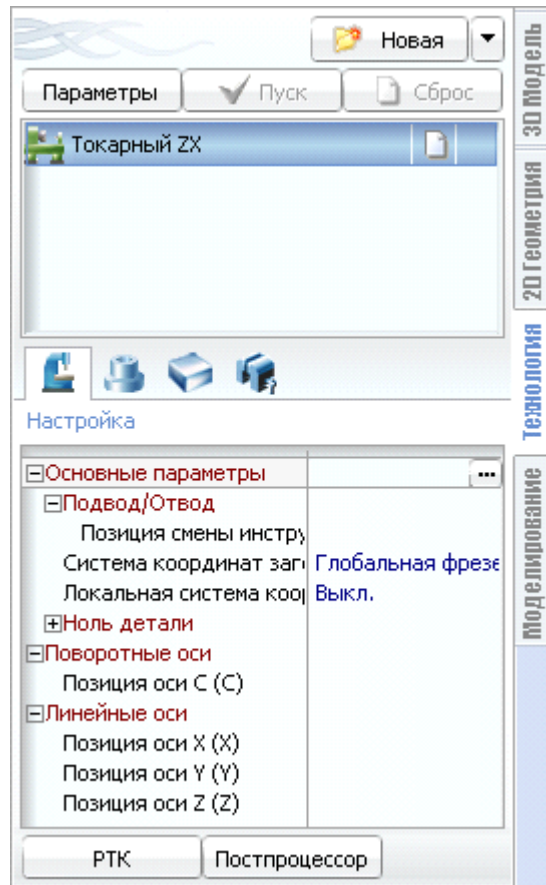 Новая
Параметры
Пуск
Сброс
Токарный ZX
Настройка
Основные параметры
Подвод/Отвод
Позиция смены инстру
Система координат заг Глобальная фрезе
Локальная система коо Выкл.
Ноль детали
Поворотные оси
Позиция оси C (C)
Линейные оси
Позиция оси X (X)
Позиция оси Y (Y)
Позиция оси Z (Z)
РТК
Постпроцессор
3D Модель
2D Геометрия
Технология
Моделирование